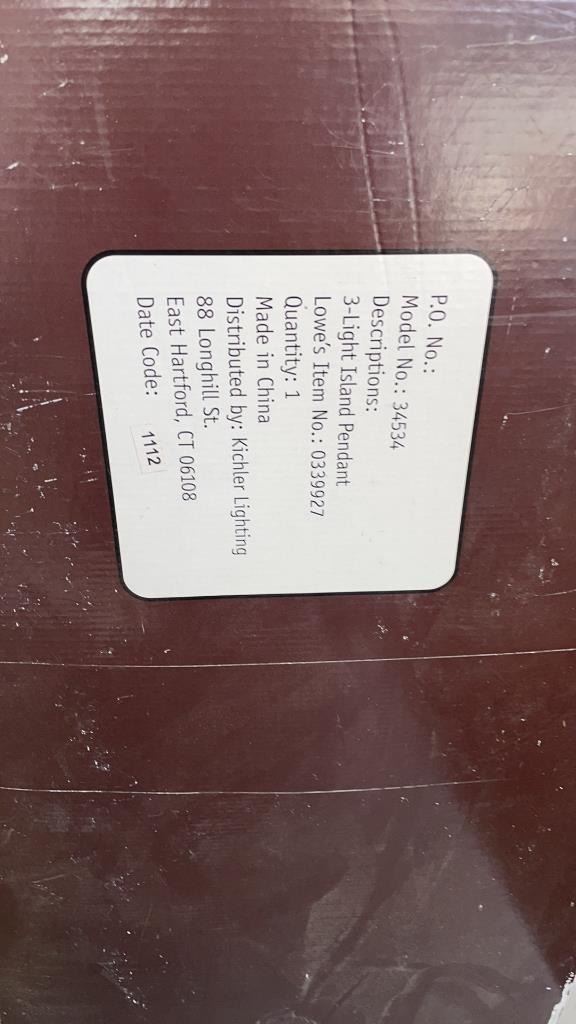 P.O. No.:
Model No.: 34534
Descriptions:
3-Light Island Pendant
Lowe's Item No.: 0339927
Quantity: 1
Made in China
Distributed by: Kichler Lighting
88 Longhill St.
East Hartford, CT 06108
Date Code: 1112